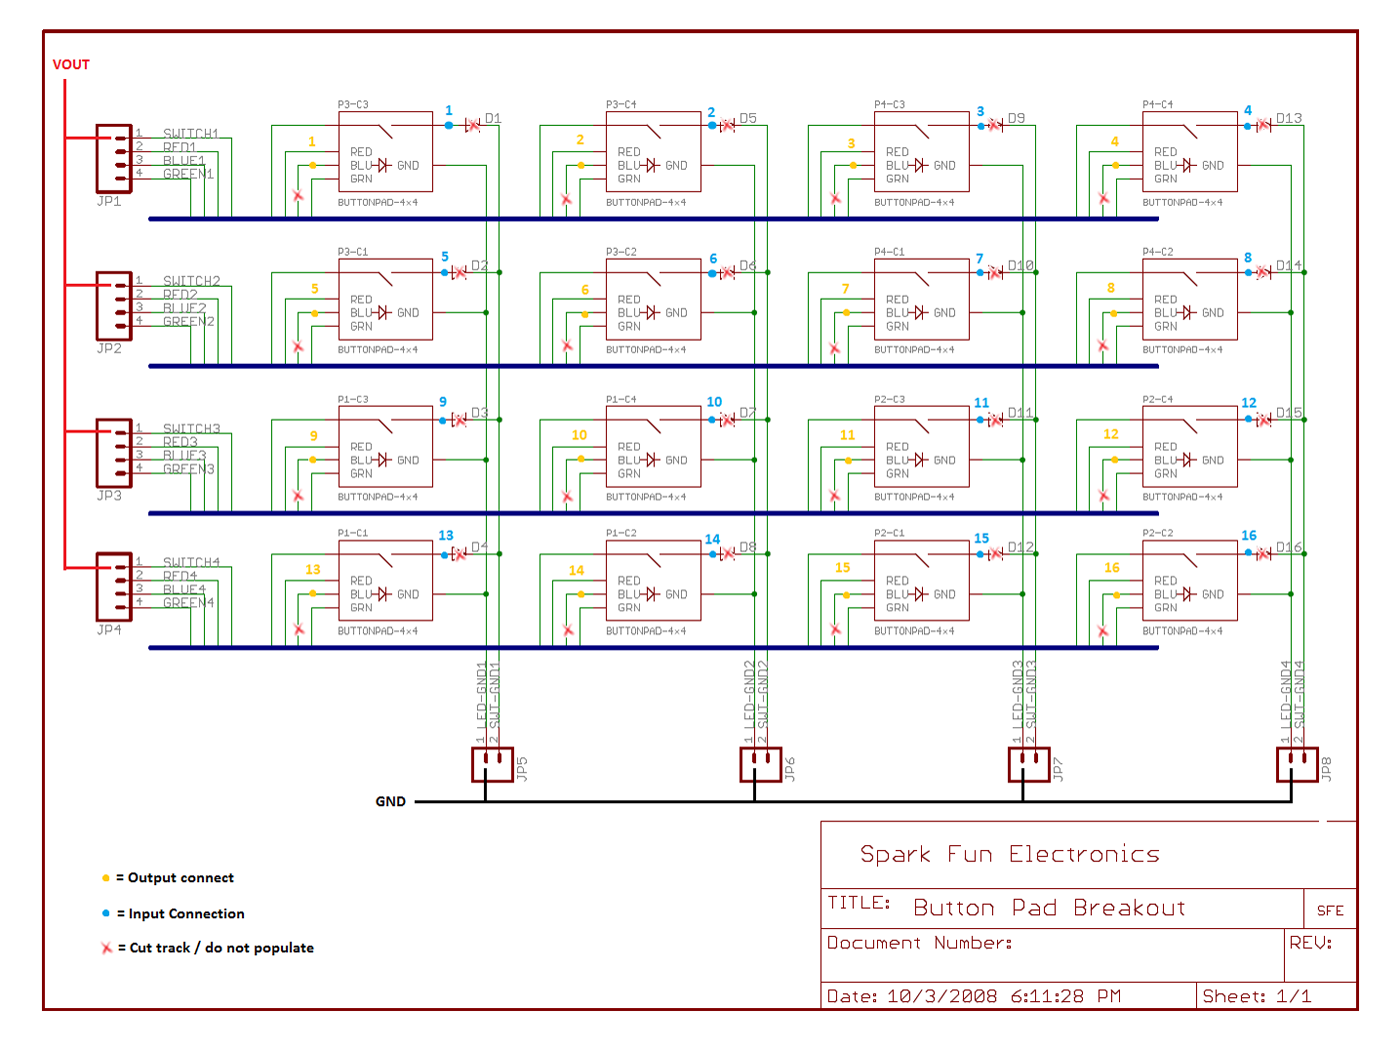 VOUT
P3-C3 P3-C4 P4-C3 P4-C4
1 D1 2 D5 3 D9 4 D13
1 SWITCH1
2 RED1
3 BLUE1
4 GREEN1
JP1
1 2 3 4
RED RED RED RED
BLU GND BLU GND BLU GND BLU GND
GRN GRN GRN GRN
BUTTONPAD-4x4 BUTTONPAD-4x4 BUTTONPAD-4x4 BUTTONPAD-4x4
P3-C1 P3-C2 P4-C1 P4-C2
5 D2 6 D6 7 D10 8 D14
1 SWITCH2
2 RED2
3 BLUE2
4 GREEN2
JP2
5 6 7 8
RED RED RED RED
BLU GND BLU GND BLU GND BLU GND
GRN GRN GRN GRN
BUTTONPAD-4x4 BUTTONPAD-4x4 BUTTONPAD-4x4 BUTTONPAD-4x4
P1-C3 P1-C4 P2-C3 P2-C4
9 D3 10 D7 11 D11 12 D15
1 SWITCH3
2 RED3
3 BLUE3
4 GREEN3
JP3
9 10 11 12
RED RED RED RED
BLU GND BLU GND BLU GND BLU GND
GRN GRN GRN GRN
BUTTONPAD-4x4 BUTTONPAD-4x4 BUTTONPAD-4x4 BUTTONPAD-4x4
P1-C1 P1-C2 P2-C1 P2-C2
13 D4 14 D8 15 D12 16 D16
1 SWITCH4
2 RED4
3 BLUE4
4 GREEN4
JP4
13 14 15 16
RED RED RED RED
BLU GND BLU GND BLU GND BLU GND
GRN GRN GRN GRN
BUTTONPAD-4x4 BUTTONPAD-4x4 BUTTONPAD-4x4 BUTTONPAD-4x4
1 LED-GND1
2 SWT-GND1
JP5
1 LED-GND2
2 SWT-GND2
JP6
1 LED-GND3
2 SWT-GND3
JP7
1 LED-GND4
2 SWT-GND4
JP8
GND
= Output connect
= Input Connection
= Cut track / do not populate
Spark Fun Electronics
TITLE: Button Pad Breakout SFE
Document Number: REV:
Date: 10/3/2008 6:11:28 PM Sheet: 1/1